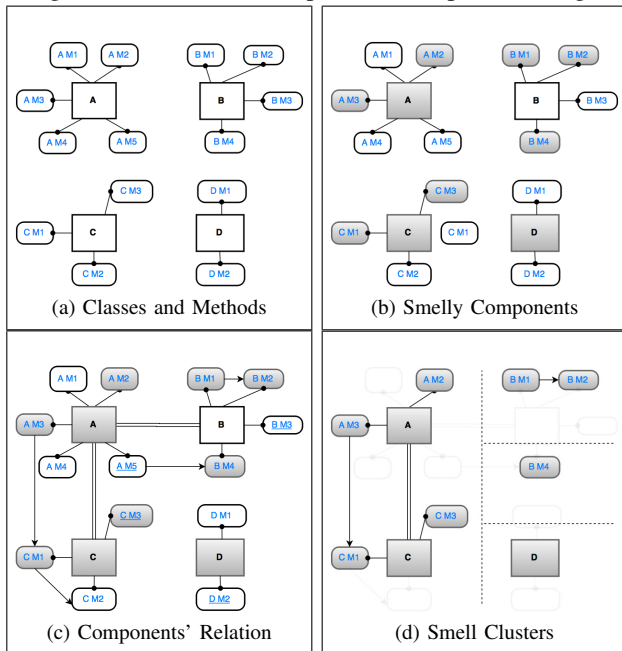 A M1
A M2
A M3
A
A M4
A M5
B M1
B M2
B
B M3
B M4
C M3
C M1
C
C M2
D M1
D
D M2
(a) Classes and Methods
A M1
A M2
A M3
A
A M4
A M5
B M1
B M2
B
B M3
B M4
C M3
C M1
C
C M1
C M2
D M1
D
D M2
(b) Smelly Components
A M1
A M2
A M3
A
A M4
A M5
B M1
B M2
B
B M3
B M4
C M3
C M1
C
C M2
D M1
D
D M2
(c) Components' Relation
A M2
A M3
A
B M1
B M2
B M4
C M3
C M1
C
D
(d) Smell Clusters